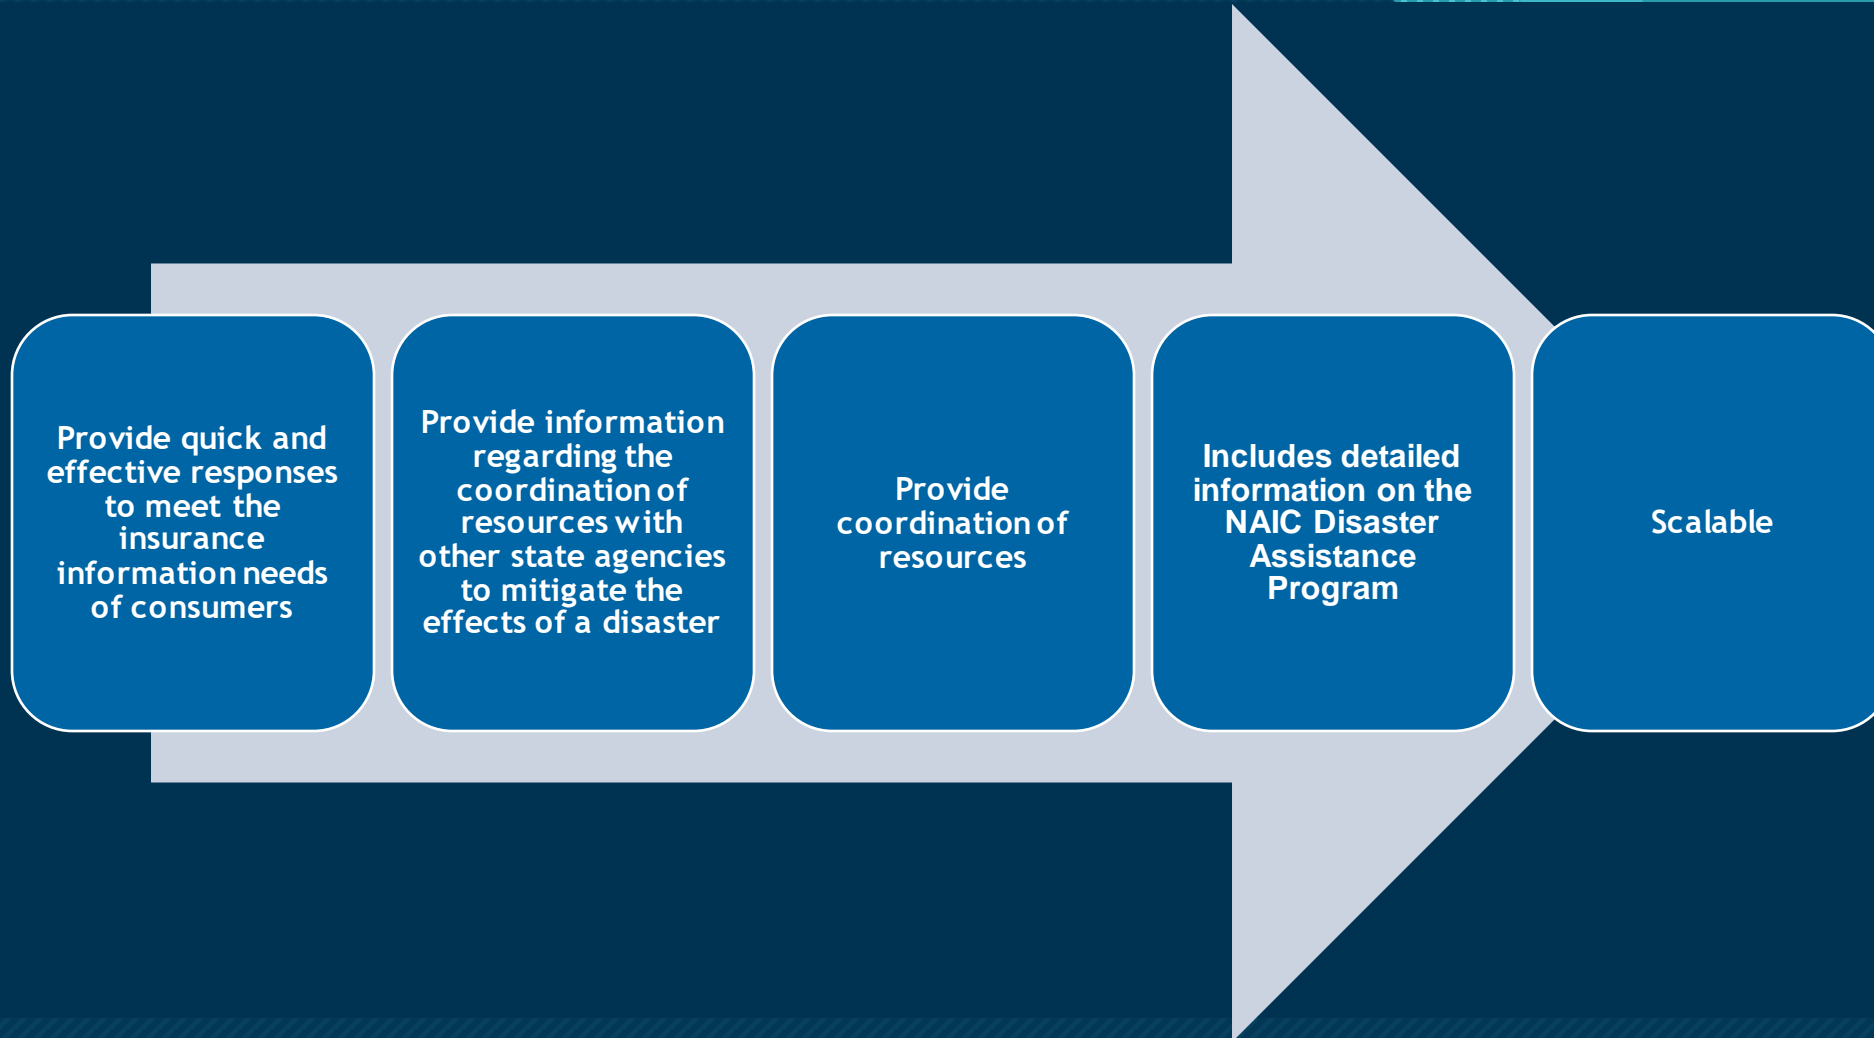 Provide quick and
effective responses
to meet the
insurance
information needs
of consumers
Provide information
regarding the
coordination of
resources with
other state agencies
to mitigate the
effects of a disaster
Provide
coordination of
resources
Includes detailed
information on the
NAIC Disaster
Assistance
Program
Scalable